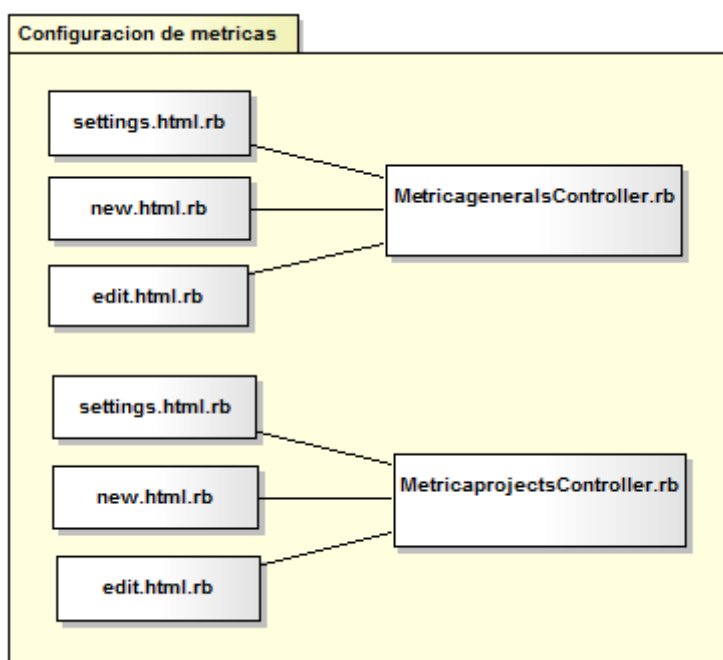 Configuracion de metricas
settings.html.rb
new.html.rb
edit.html.rb
MetricageneralsController.rb
settings.html.rb
new.html.rb
edit.html.rb
MetricaprojectsController.rb